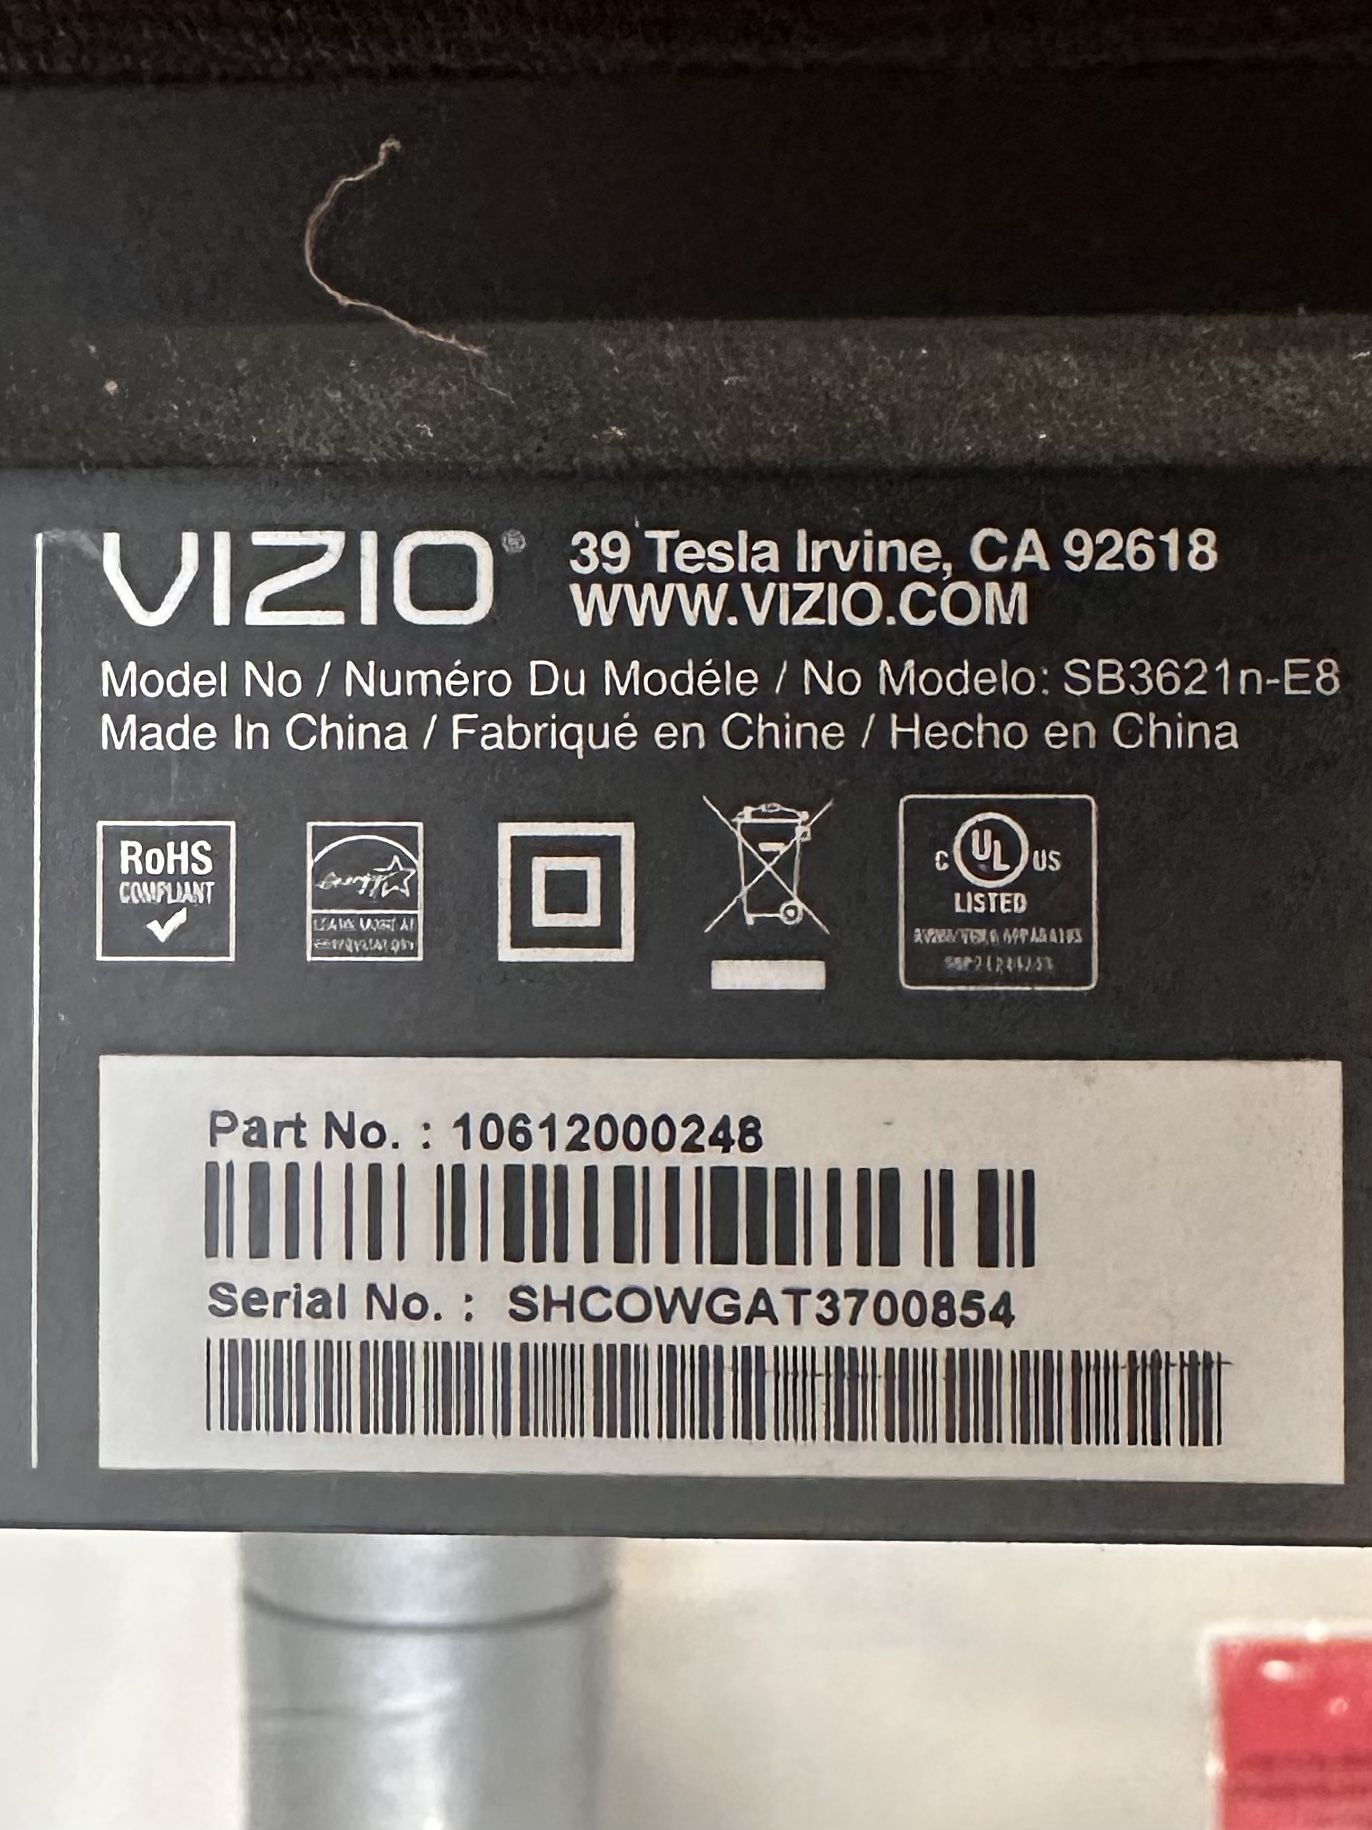 VIZIO® 39 Tesla Irvine, CA 92618
WWW.VIZIO.COM
Model No / Numéro Du Modéle / No Modelo: SB3621n-E8
Made In China / Fabriqué en Chine / Hecho en China
RoHS
COMPLIANT
Energy
C UL US
LISTED
Part No. : 10612000248
Serial No. : SHCOWGAT3700854